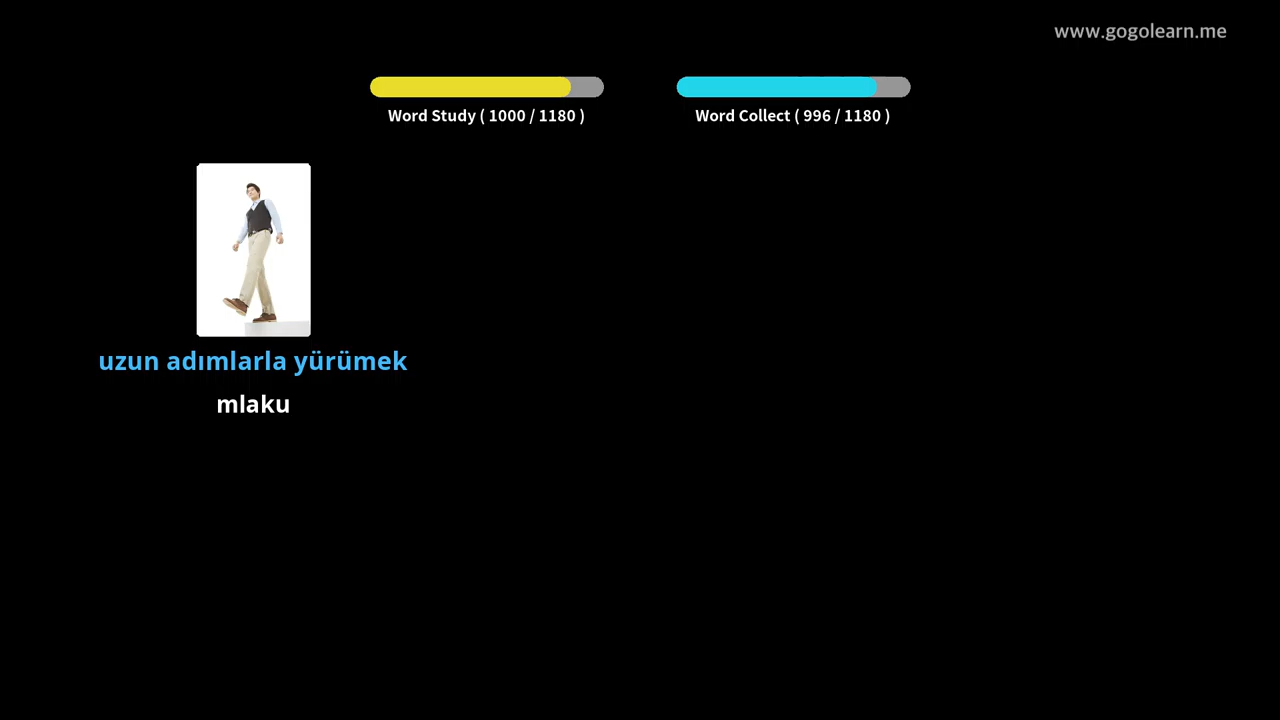 www.gogolearn.me
Word Study ( 1000 / 1180 )
Word Collect ( 996 / 1180 )
uzun adımlarla yürümek
mlaku